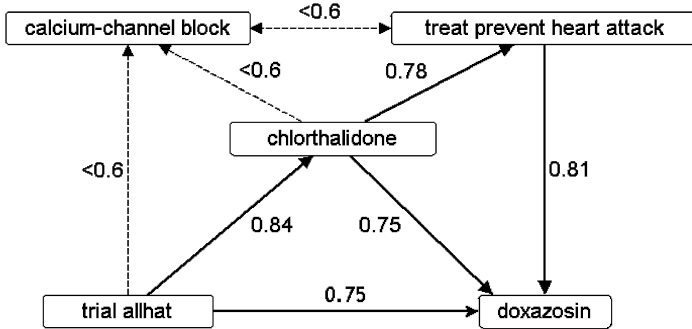 <0.6
calcium-channel block
treat prevent heart attack
<0.6
0.78
chlorthalidone
<0.6
0.81
0.84
0.75
trial allhat
0.75
doxazosin